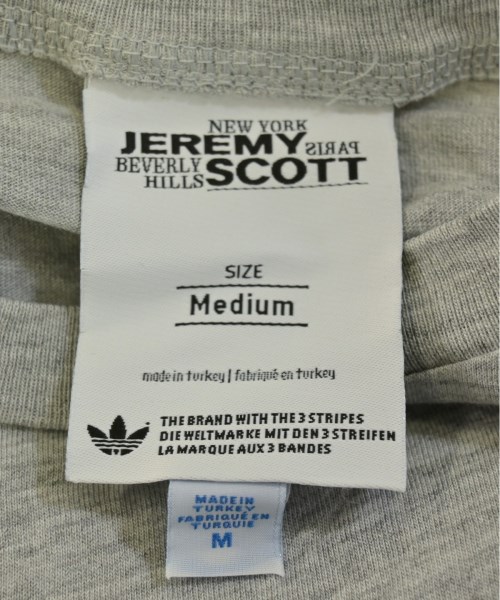 NEW YORK
JEREMY PARIS
BEVERLY HILLS SCOTT
SIZE
Medium
made in turkey | fabriqué en turkey
THE BRAND WITH THE 3 STRIPES
DIE WELTMARKE MIT DEN 3 STREIFEN
LA MARQUE AUX 3 BANDES
MADE IN
TURKEY
FABRIQUÉ EN
TURQUIE
M